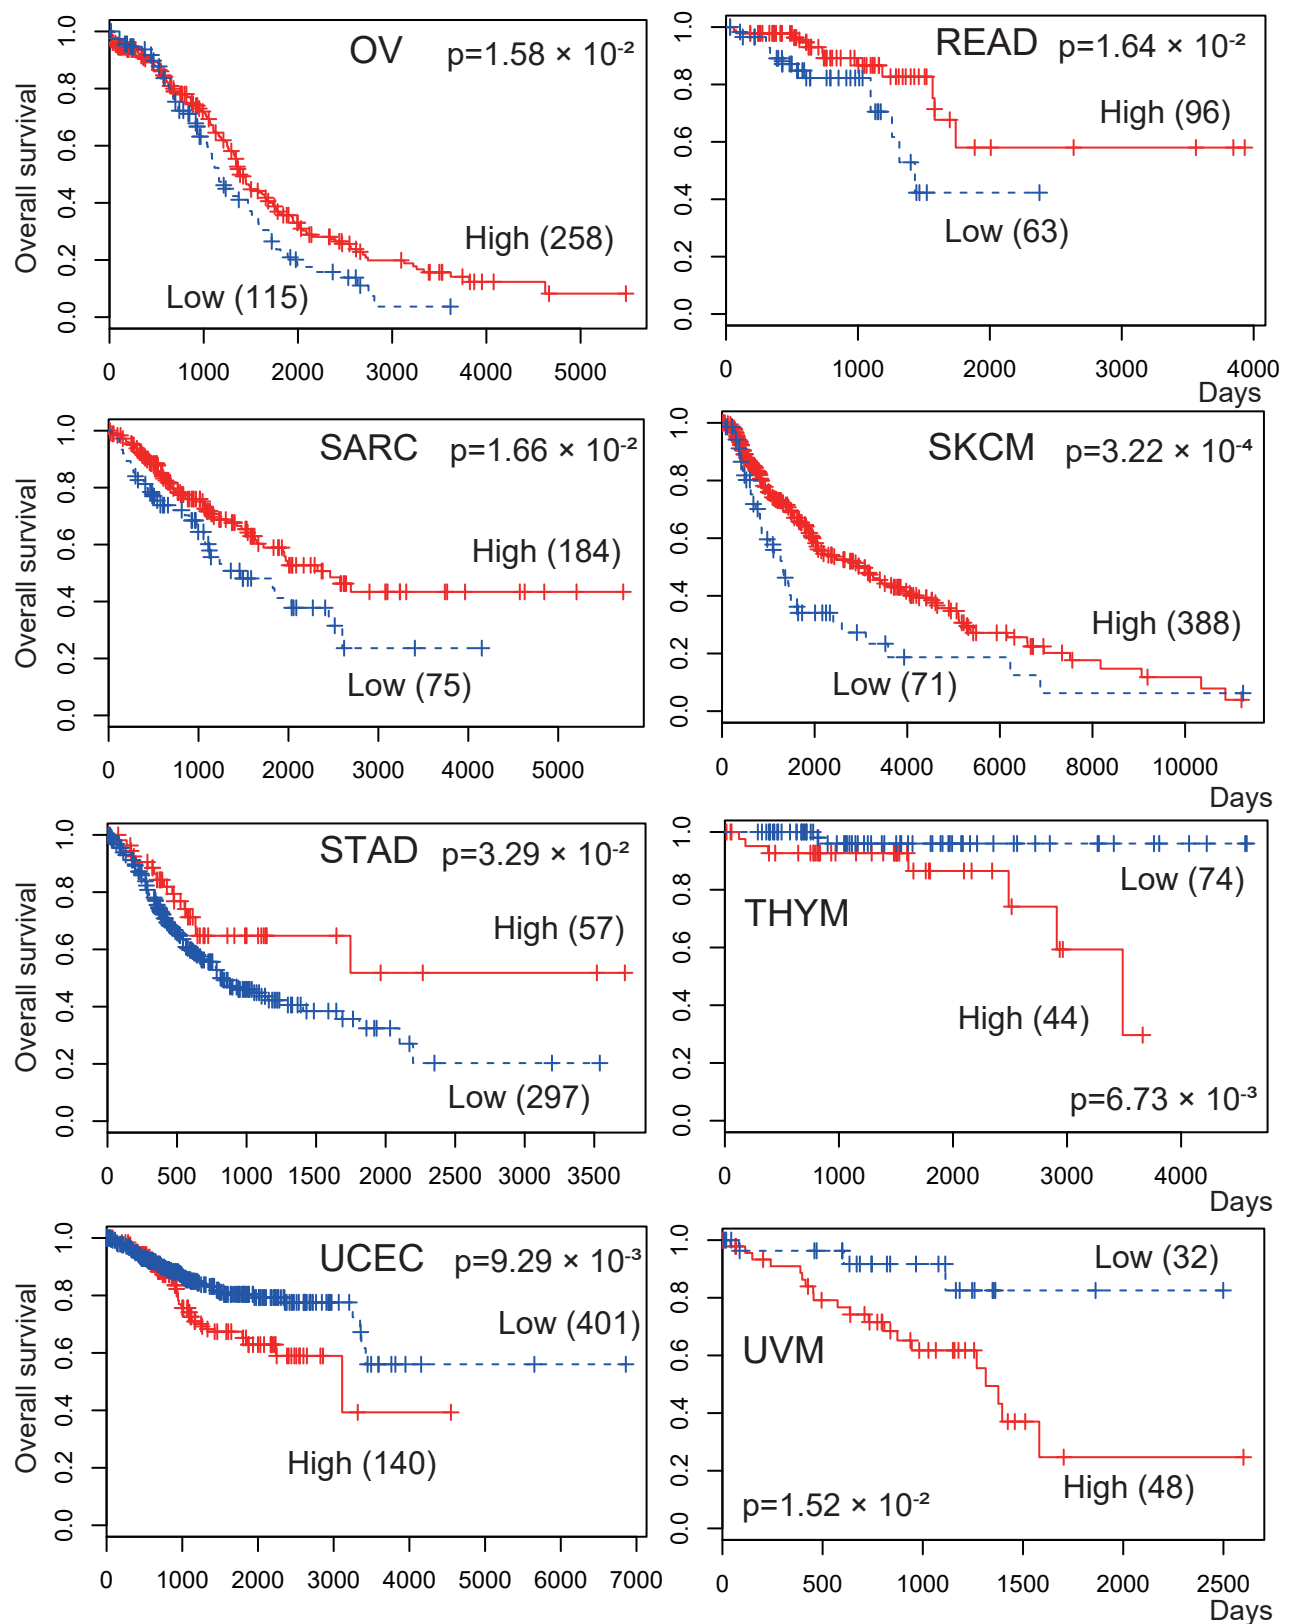 OV p=1.58 × 10⁻²
High (258)
Low (115)
Overall survival
0.0 0.2 0.4 0.6 0.8 1.0
0 1000 2000 3000 4000 5000
READ p=1.64 × 10⁻²
High (96)
Low (63)
0.0 0.2 0.4 0.6 0.8 1.0
0 1000 2000 3000 4000
Days
SARC p=1.66 × 10⁻²
High (184)
Low (75)
Overall survival
0.0 0.2 0.4 0.6 0.8 1.0
0 1000 2000 3000 4000 5000
SKCM p=3.22 × 10⁻⁴
High (388)
Low (71)
0.0 0.2 0.4 0.6 0.8 1.0
0 2000 4000 6000 8000 10000
Days
STAD p=3.29 × 10⁻²
High (57)
Low (297)
Overall survival
0.0 0.2 0.4 0.6 0.8 1.0
0 500 1000 1500 2000 2500 3000 3500
Low (74)
THYM
High (44)
p=6.73 × 10⁻³
0.0 0.2 0.4 0.6 0.8 1.0
0 1000 2000 3000 4000
Days
UCEC p=9.29 × 10⁻³
Low (401)
High (140)
Overall survival
0.0 0.2 0.4 0.6 0.8 1.0
0 1000 2000 3000 4000 5000 6000 7000
Low (32)
UVM
High (48)
p=1.52 × 10⁻²
0.0 0.2 0.4 0.6 0.8 1.0
0 500 1000 1500 2000 2500
Days